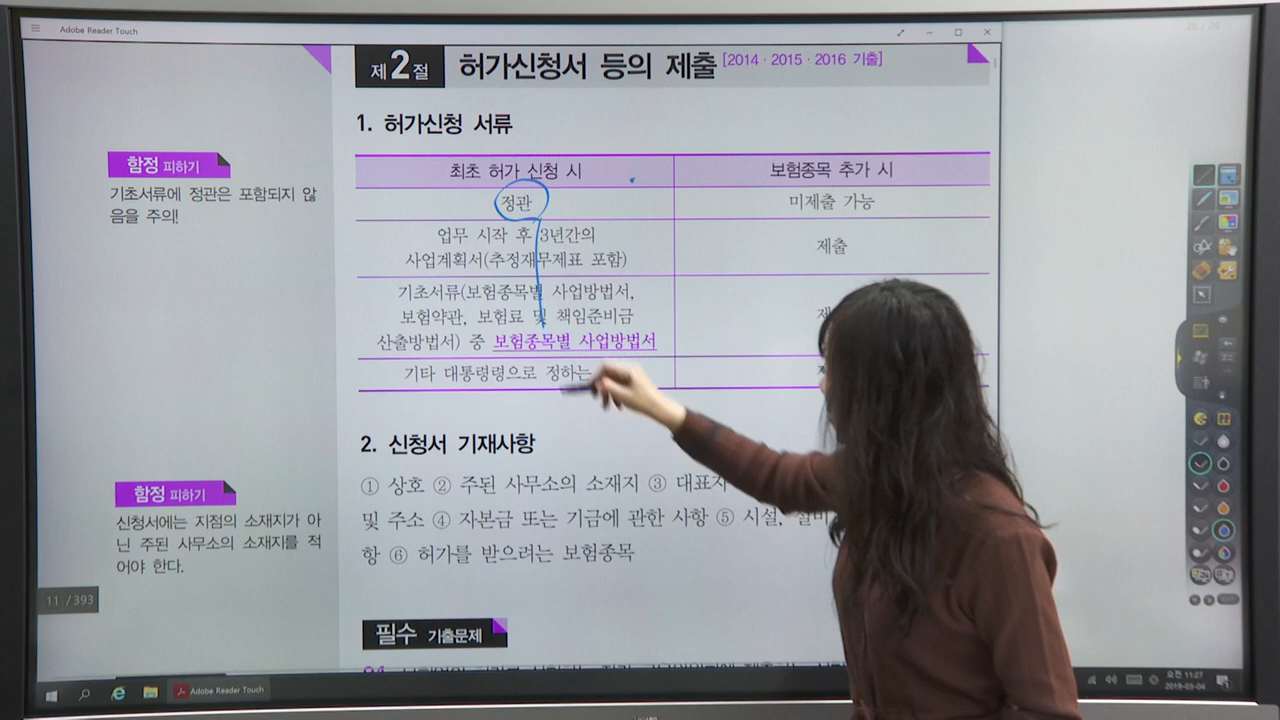 Adobe Reader Touch
제2절 허가신청서 등의 제출 [2014·2015·2016 기출]
1. 허가신청 서류
함정 피하기
기초서류에 정관은 포함되지 않
음을 주의!
최초 허가 신청 시 보험종목 추가 시
정관 미제출 가능
업무 시작 후 3년간의
사업계획서(추정재무제표 포함)
제출
기초서류(보험종목별 사업방법서,
보험약관, 보험료 및 책임준비금
산출방법서) 중 보험종목별 사업방법서
기타 대통령령으로 정하는
2. 신청서 기재사항
① 상호 ② 주된 사무소의 소재지 ③ 대표자
및 주소 ④ 자본금 또는 기금에 관한 사항 ⑤ 시설, 설비
항 ⑥ 허가를 받으려는 보험종목
함정 피하기
신청서에는 지점의 소재지가 아
닌 주된 사무소의 소재지를 적
어야 한다.
11 / 393
필수 기출문제
Adobe Reader Touch
오전 11:27
2019-03-04